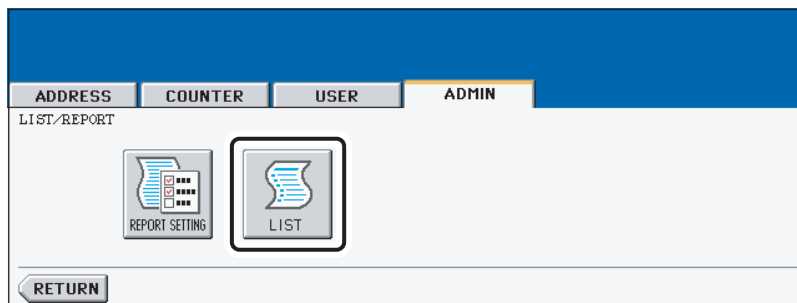 ADDRESS COUNTER USER ADMIN
LIST/REPORT
REPORT SETTING LIST
RETURN